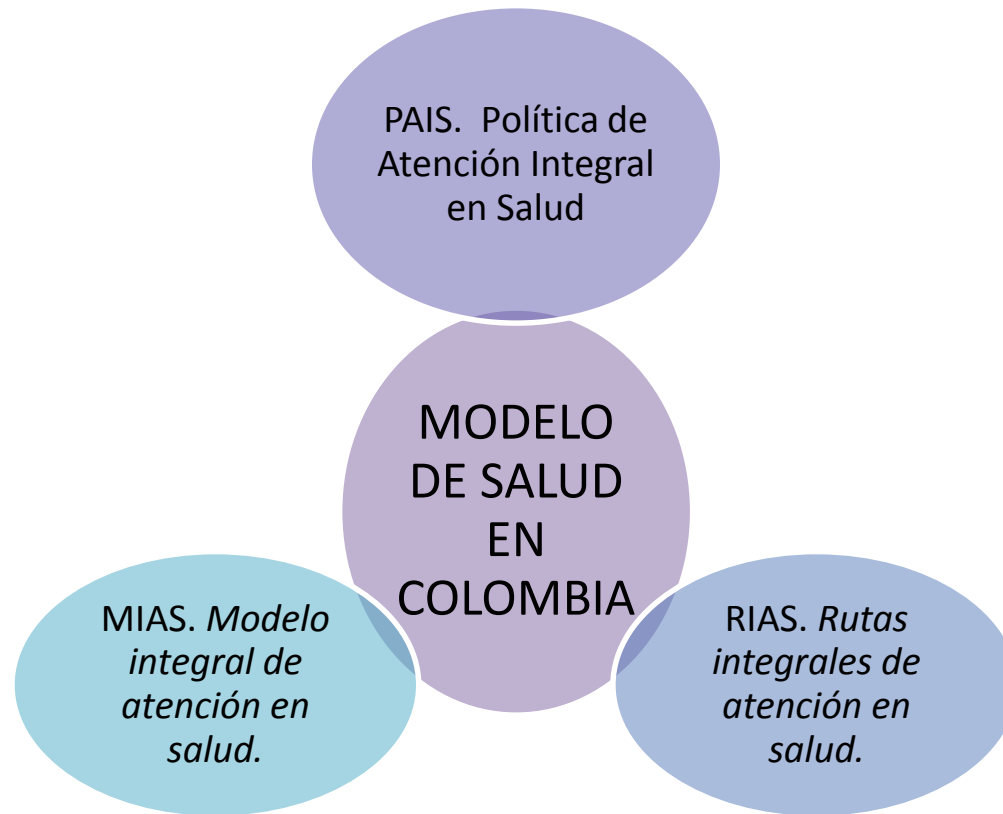 PAIS.  Política de
Atención Integral
en Salud
MODELO
DE SALUD
EN
COLOMBIA
MIAS. Modelo
integral de
atención en
salud.
RIAS. Rutas
integrales de
atención en
salud.